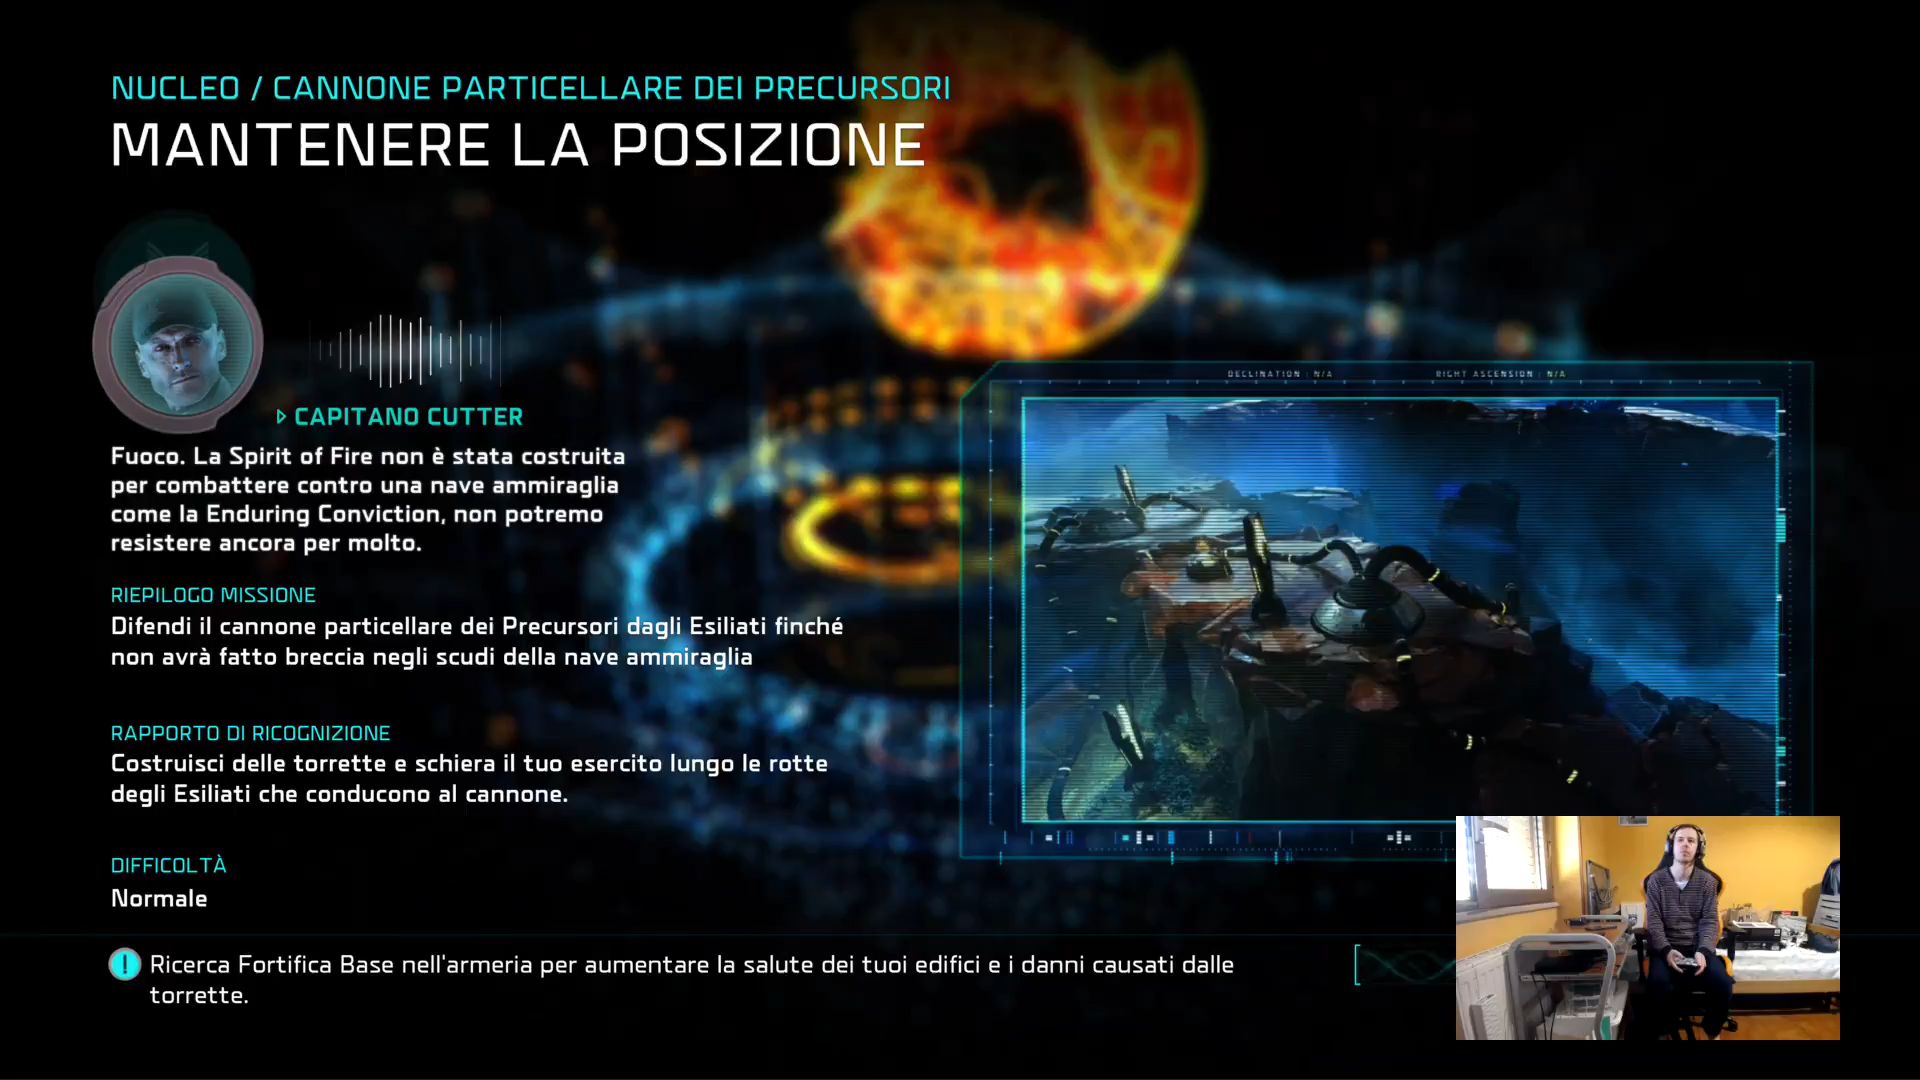 NUCLEO / CANNONE PARTICELLARE DEI PRECURSORI
MANTENERE LA POSIZIONE
DECLINATION : N/A
RIGHT ASCENSION : N/A
CAPITANO CUTTER
Fuoco. La Spirit of Fire non è stata costruita
per combattere contro una nave ammiraglia
come la Enduring Conviction, non potremo
resistere ancora per molto.
RIEPILOGO MISSIONE
Difendi il cannone particellare dei Precursori dagli Esiliati finché
non avrà fatto breccia negli scudi della nave ammiraglia
RAPPORTO DI RICOGNIZIONE
Costruisci delle torrette e schiera il tuo esercito lungo le rotte
degli Esiliati che conducono al cannone.
DIFFICOLTÀ
Normale
Ricerca Fortifica Base nell'armeria per aumentare la salute dei tuoi edifici e i danni causati dalle
torrette.